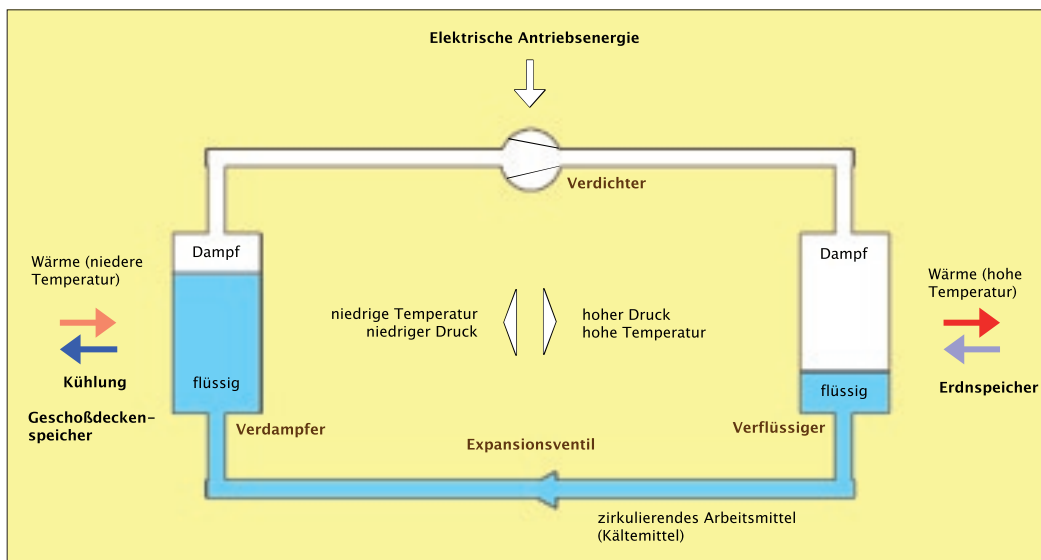 Elektrische Antriebsenergie
Verdichter
Dampf
Dampf
Wärme (niedere
Temperatur)
Wärme (hohe
Temperatur)
niedrige Temperatur
niedriger Druck
hoher Druck
hohe Temperatur
Kühlung
flüssig
flüssig
Erdnspeicher
Geschoßdecken-
speicher
Verdampfer
Verflüssiger
Expansionsventil
zirkulierendes Arbeitsmittel
(Kältemittel)